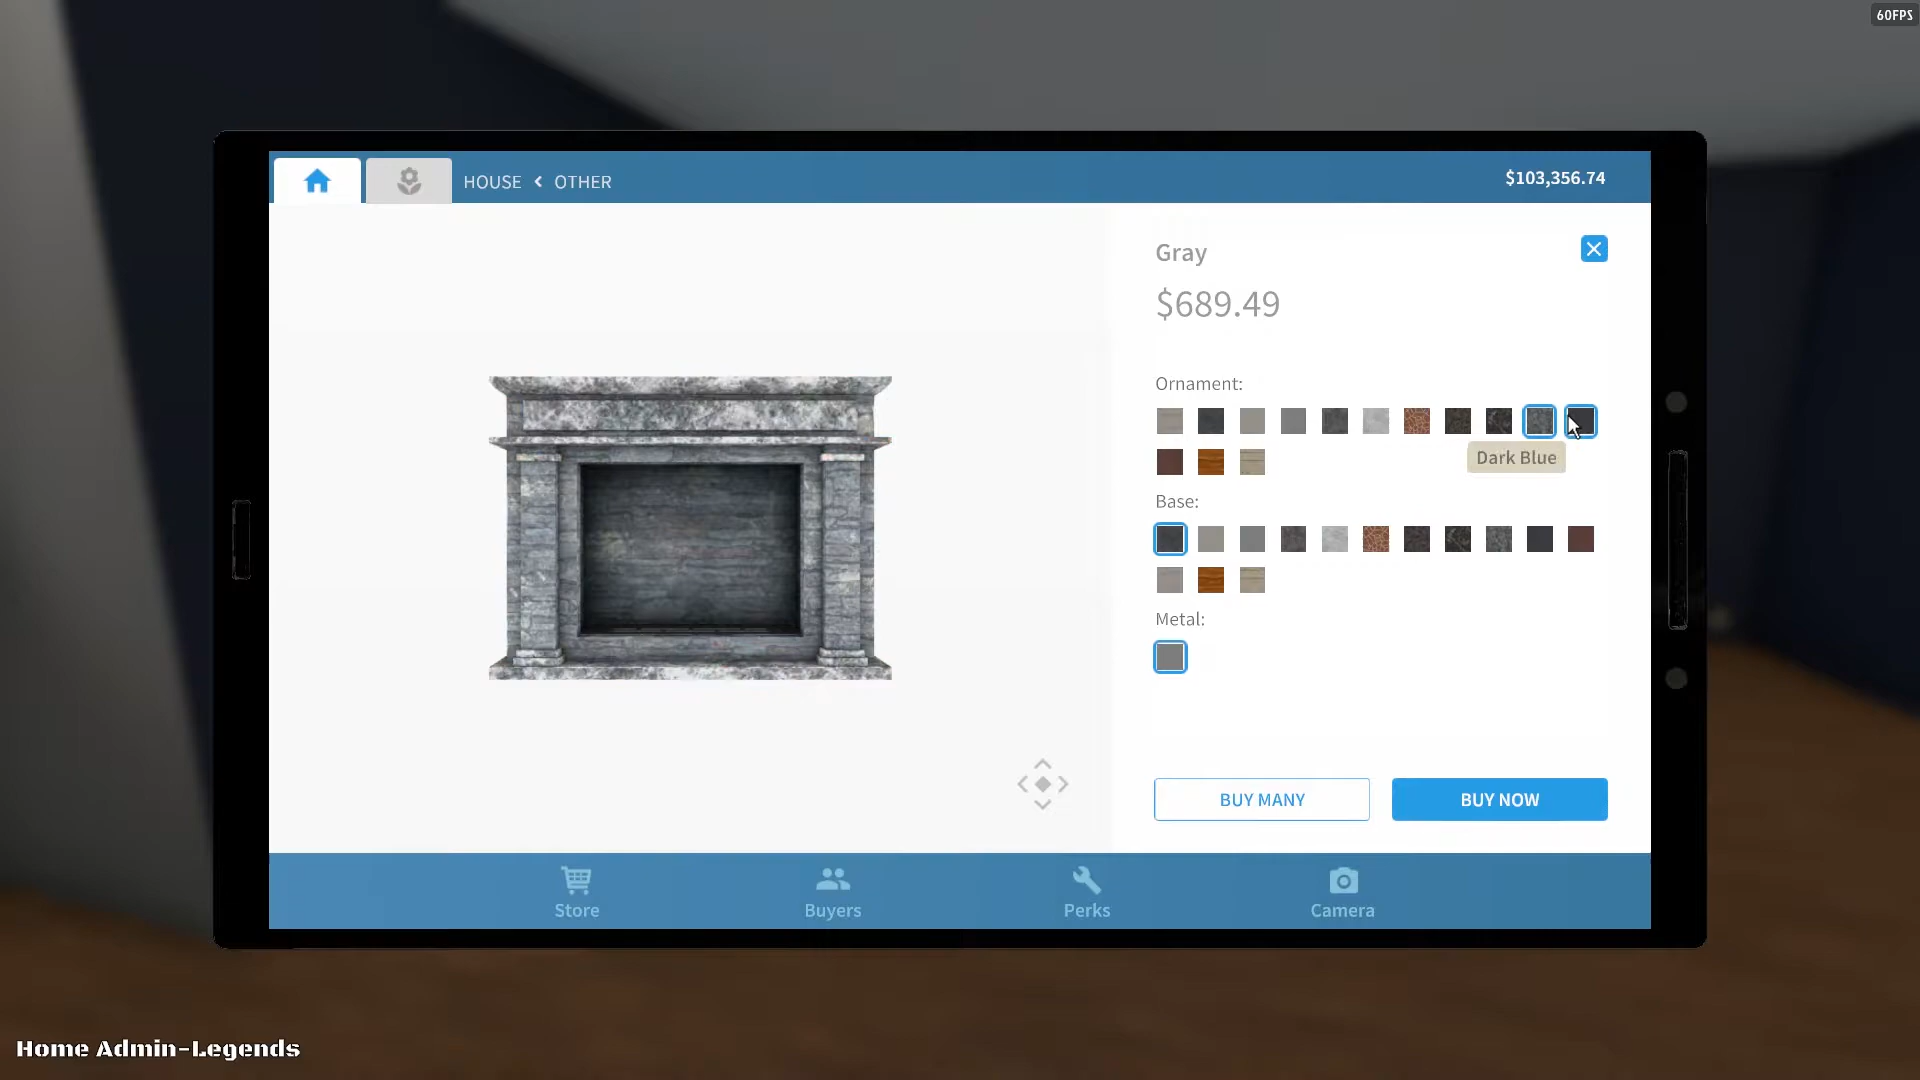 60FPS
HOUSE < OTHER
$103,356.74
Gray
$689.49
Ornament:
Dark Blue
Base:
Metal:
BUY MANY
BUY NOW
Store
Buyers
Perks
Camera
Home Admin-Legends